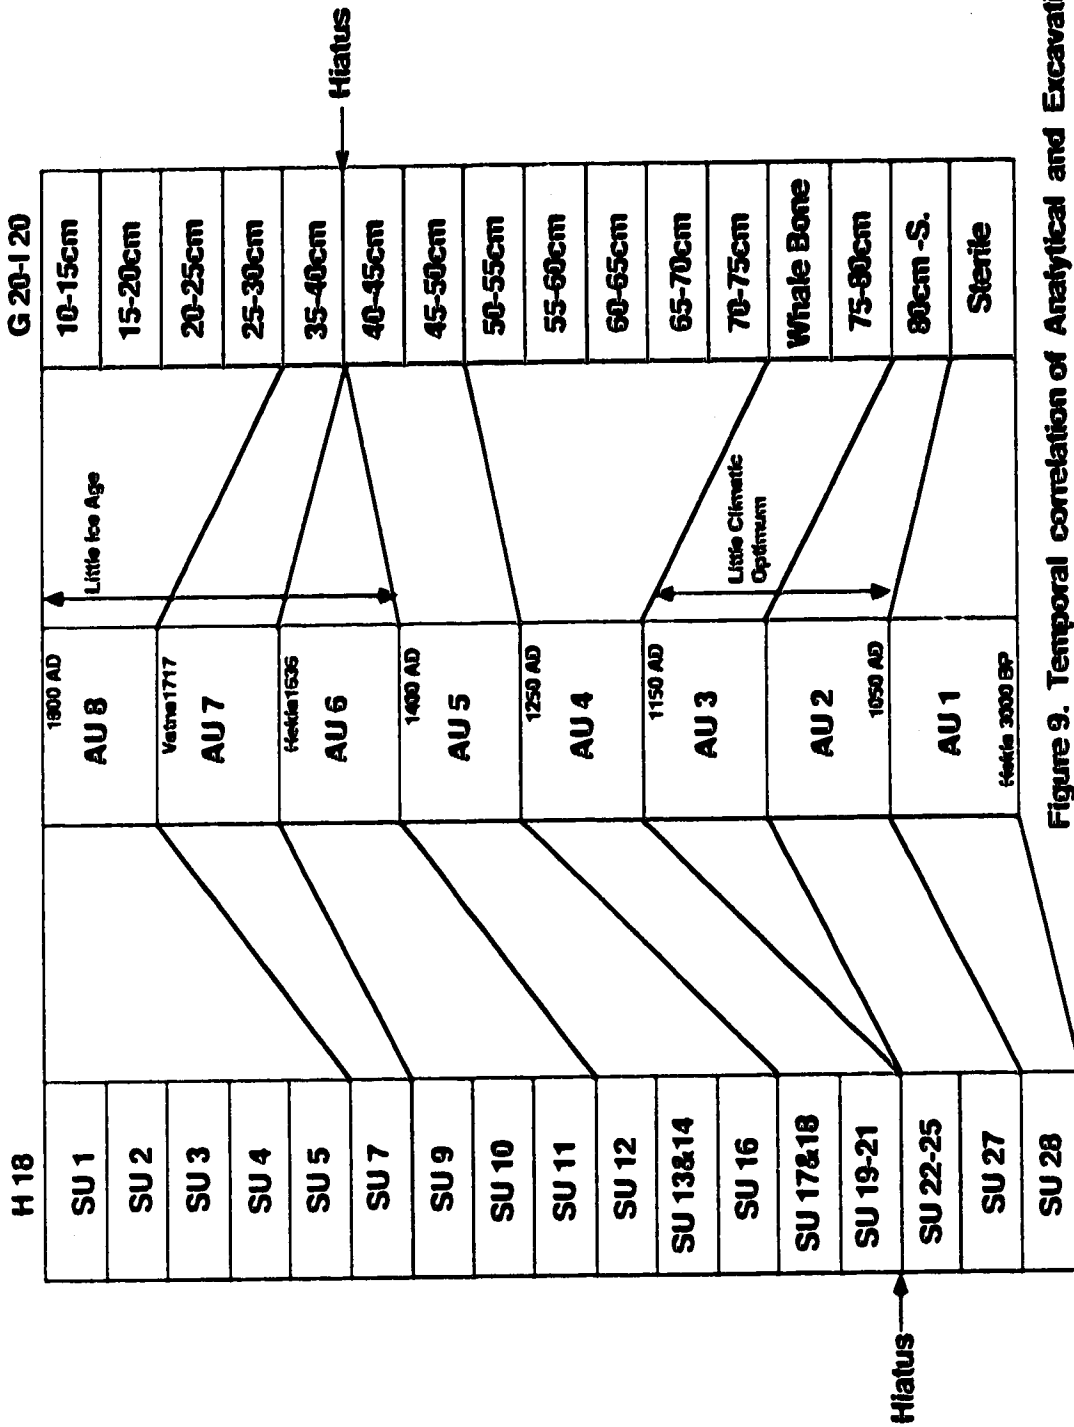 H 18
SU 1
SU 2
SU 3
SU 4
SU 5
SU 7
SU 9
SU 10
SU 11
SU 12
SU 13&14
SU 16
SU 17&18
SU 19-21
SU 22-25
SU 27
SU 28
Hiatus
1800 AD
AU 8
Vatna1717
AU 7
Hekla1636
AU 6
1400 AD
AU 5
1250 AD
AU 4
1150 AD
AU 3
AU 2
1050 AD
AU 1
Hekla 3000 BP
Little Ice Age
Little Climatic
Optimum
G 20-I 20
10-15cm
15-20cm
20-25cm
25-30cm
35-40cm
40-45cm
45-50cm
50-55cm
55-60cm
60-65cm
65-70cm
70-75cm
Whale Bone
75-80cm
80cm -S.
Sterile
Hiatus
Figure 9. Temporal correlation of Analytical and Excavati